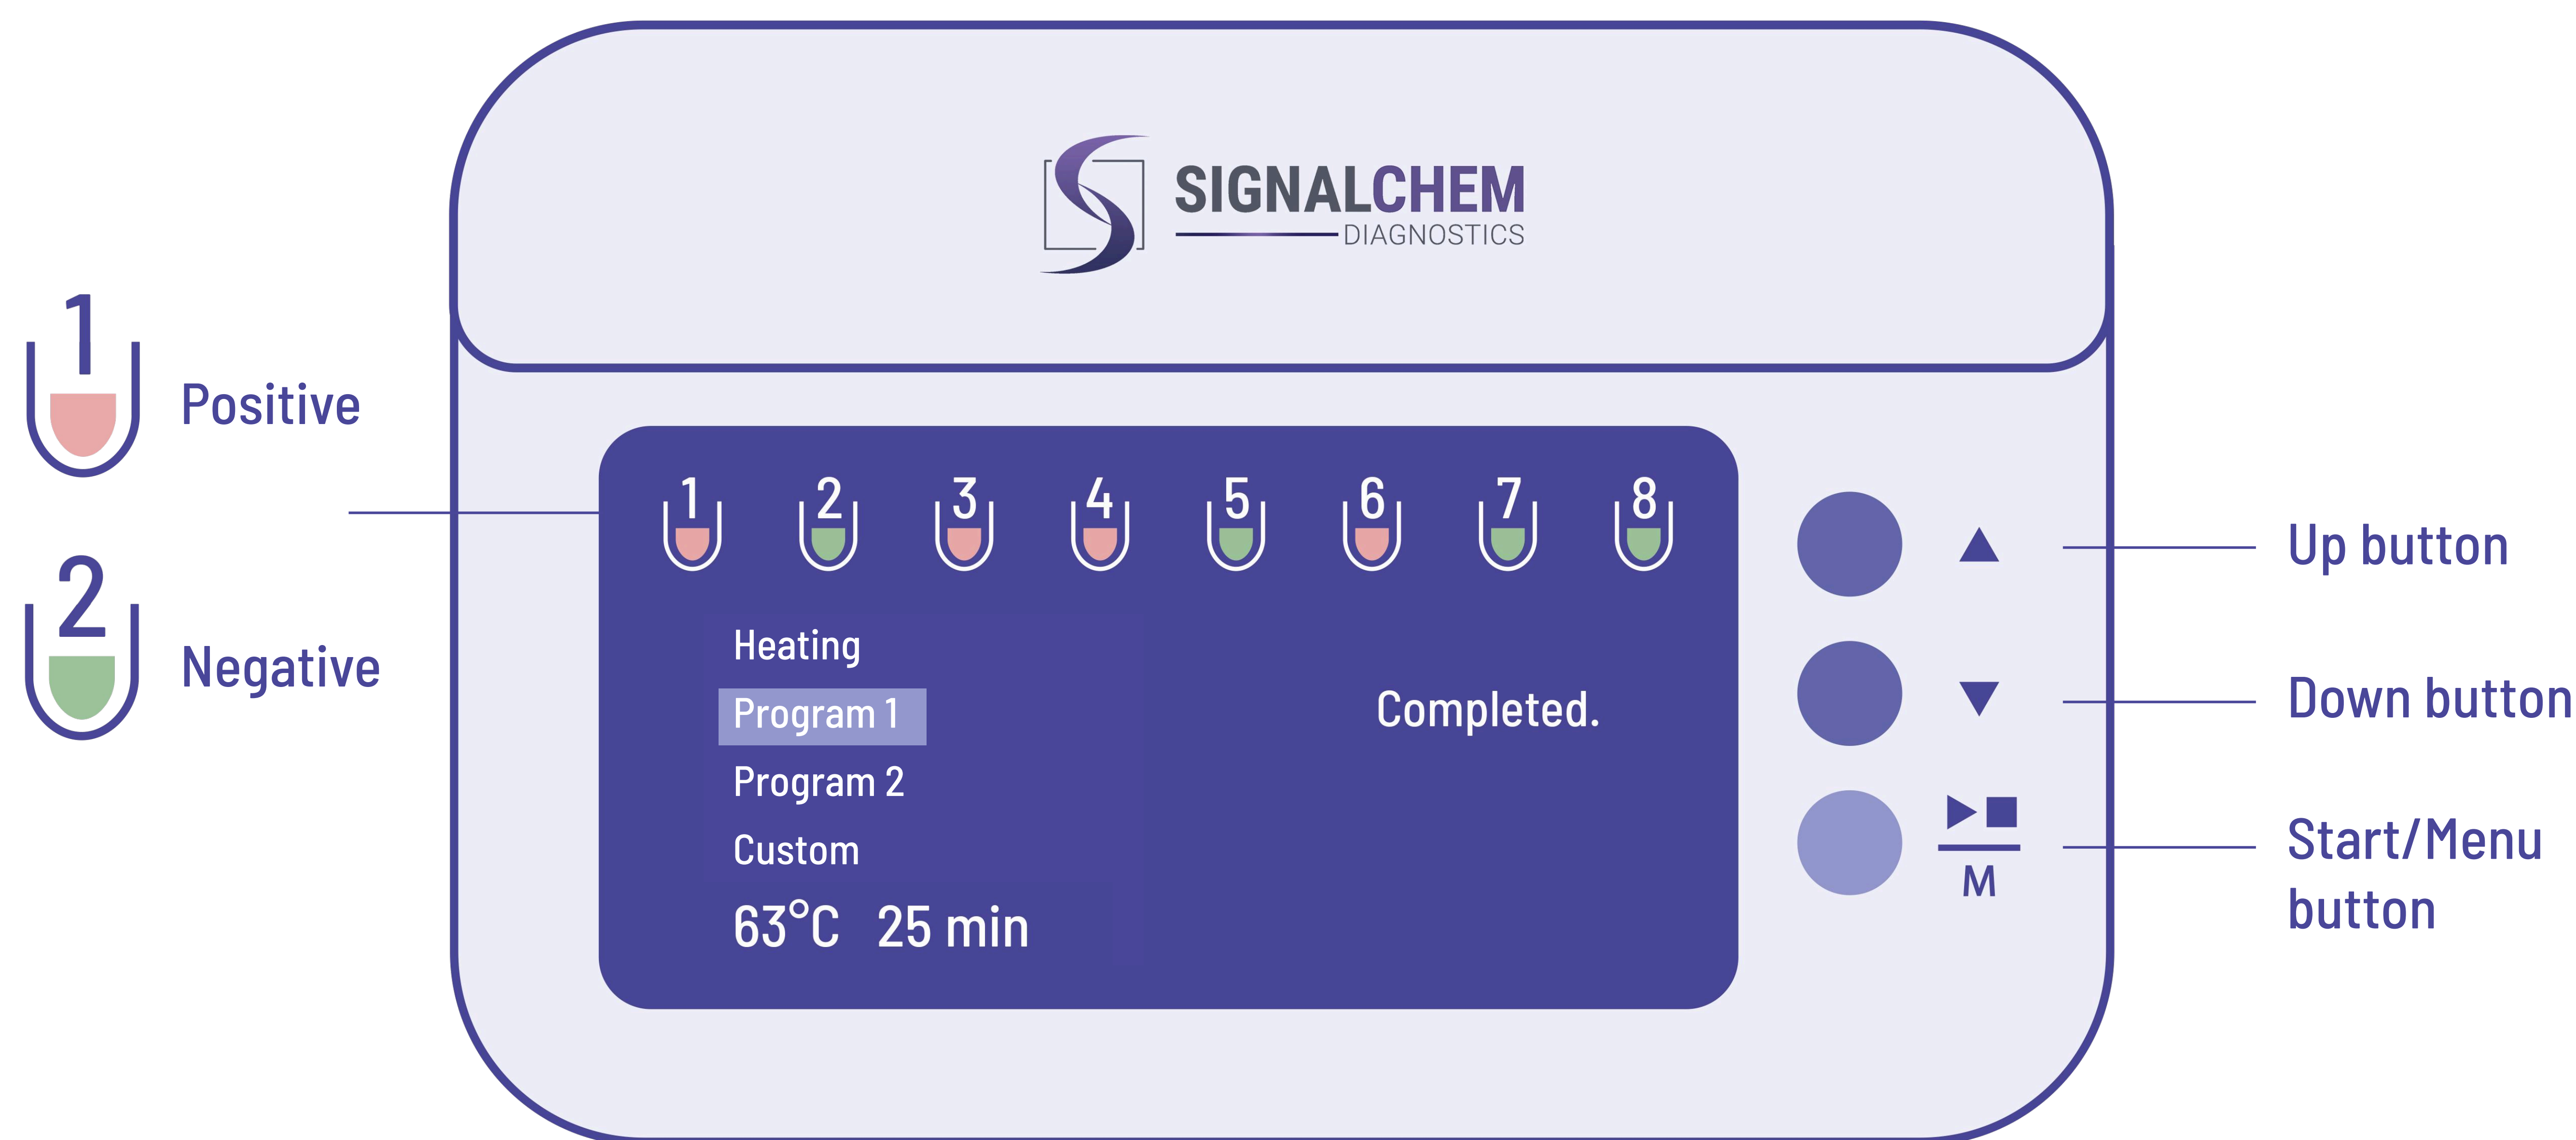 SIGNALCHEM
DIAGNOSTICS
1
Positive
2
Negative
1 2 3 4 5 6 7 8
Heating
Program 1
Program 2
Custom
63°C 25 min
Completed.
Up button
Down button
M
Start/Menu
button